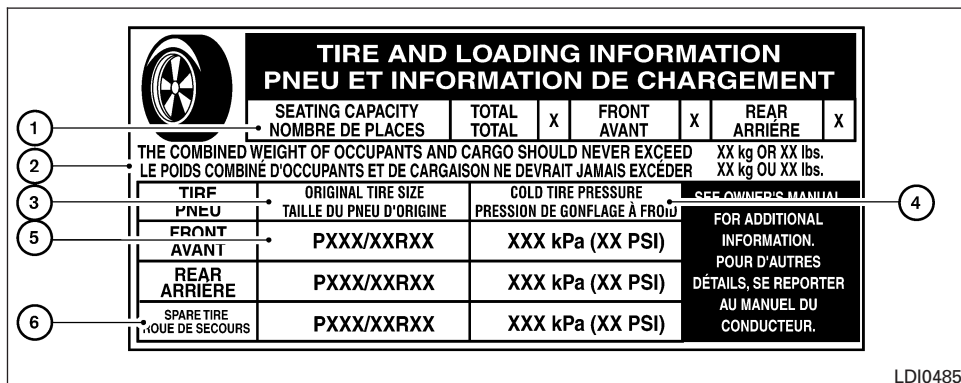 TIRE AND LOADING INFORMATION
PNEU ET INFORMATION DE CHARGEMENT
SEATING CAPACITY TOTAL X FRONT X REAR X
NOMBRE DE PLACES TOTAL AVANT ARRIÉRE
1
THE COMBINED WEIGHT OF OCCUPANTS AND CARGO SHOULD NEVER EXCEED XX kg OR XX lbs.
LE POIDS COMBINÉ D'OCCUPANTS ET DE CARGAISON NE DEVRAIT JAMAIS EXCÉDER XX kg OU XX lbs.
2
TIRE ORIGINAL TIRE SIZE COLD TIRE PRESSURE
PNEU TAILLE DU PNEU D'ORIGINE PRESSION DE GONFLAGE À FROID
3
4
SEE OWNER'S MANUAL
FOR ADDITIONAL
INFORMATION.
POUR D'AUTRES
DÉTAILS, SE REPORTER
AU MANUEL DU
CONDUCTEUR.
5
FRONT
AVANT PXXX/XXRXX XXX kPa (XX PSI)
REAR
ARRIÈRE PXXX/XXRXX XXX kPa (XX PSI)
6
SPARE TIRE
ROUE DE SECOURS PXXX/XXRXX XXX kPa (XX PSI)
LDI0485